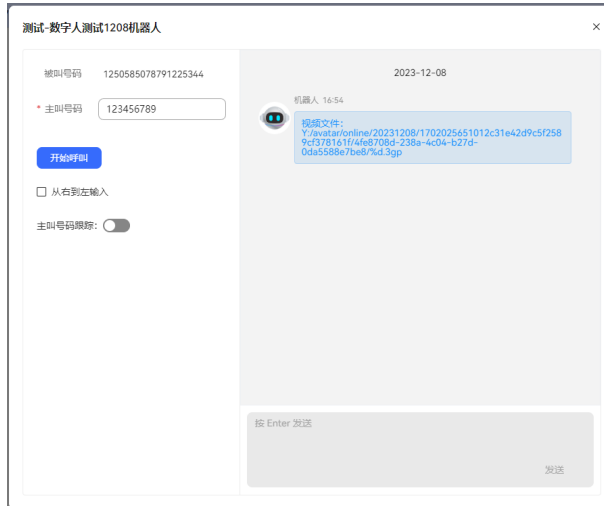 测试-数字人测试1208机器人
×
被叫号码 1250585078791225344
* 主叫号码 123456789
开始呼叫
从右到左输入
主叫号码跟踪:
2023-12-08
机器人 16:54
视频文件：
Y:/avatar/online/20231208/1702025651012c31e42d9c5f258
9cf378161f/4fe8708d-238a-4c04-b27d-
0da5588e7be8/%d.3gp
按 Enter 发送
发送